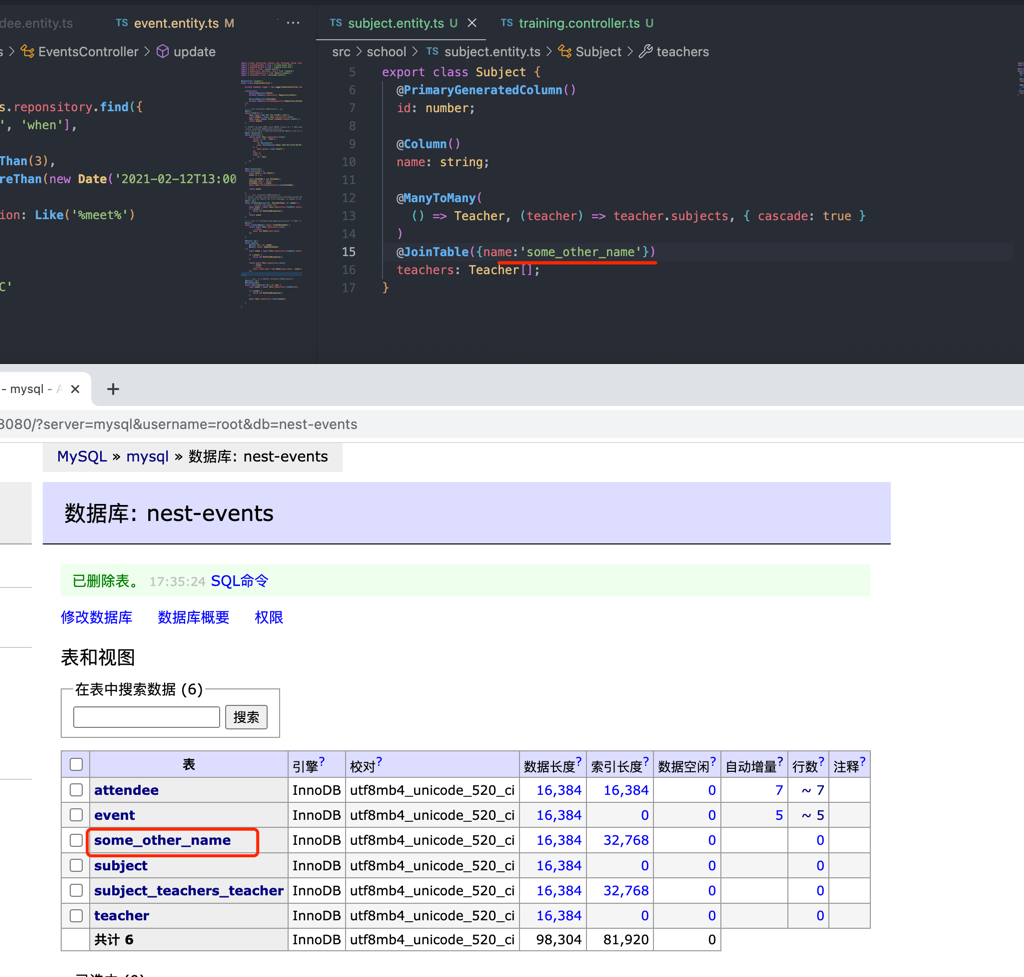 dee.entity.ts
TS event.entity.ts M
...
TS subject.entity.ts U ×
TS training.controller.ts U
s > EventsController > update
src > school > TS subject.entity.ts > Subject > teachers
s.reponsitory.find({
', 'when'],
Than(3),
reThan(new Date('2021-02-12T13:00
ion: Like('%meet%')
C'
5 export class Subject {
6 @PrimaryGeneratedColumn()
7 id: number;
8
9 @Column()
10 name: string;
11
12 @ManyToMany(
13 () => Teacher, (teacher) => teacher.subjects, { cascade: true }
14 )
15 @JoinTable({name:'some_other_name'})
16 teachers: Teacher[];
17 }
- mysql - A × +
8080/?server=mysql&username=root&db=nest-events
MySQL » mysql » 数据库: nest-events
数据库: nest-events
已删除表。 17:35:24 SQL命令
修改数据库 数据库概要 权限
表和视图
在表中搜索数据 (6)
搜索
表 引擎? 校对? 数据长度? 索引长度? 数据空闲? 自动增量? 行数? 注释?
attendee InnoDB utf8mb4_unicode_520_ci 16,384 16,384 0 7 ~ 7
event InnoDB utf8mb4_unicode_520_ci 16,384 0 0 5 ~ 5
some_other_name InnoDB utf8mb4_unicode_520_ci 16,384 32,768 0 0
subject InnoDB utf8mb4_unicode_520_ci 16,384 0 0 0
subject_teachers_teacher InnoDB utf8mb4_unicode_520_ci 16,384 32,768 0 0
teacher InnoDB utf8mb4_unicode_520_ci 16,384 0 0 0
共计 6 InnoDB utf8mb4_unicode_520_ci 98,304 81,920 0